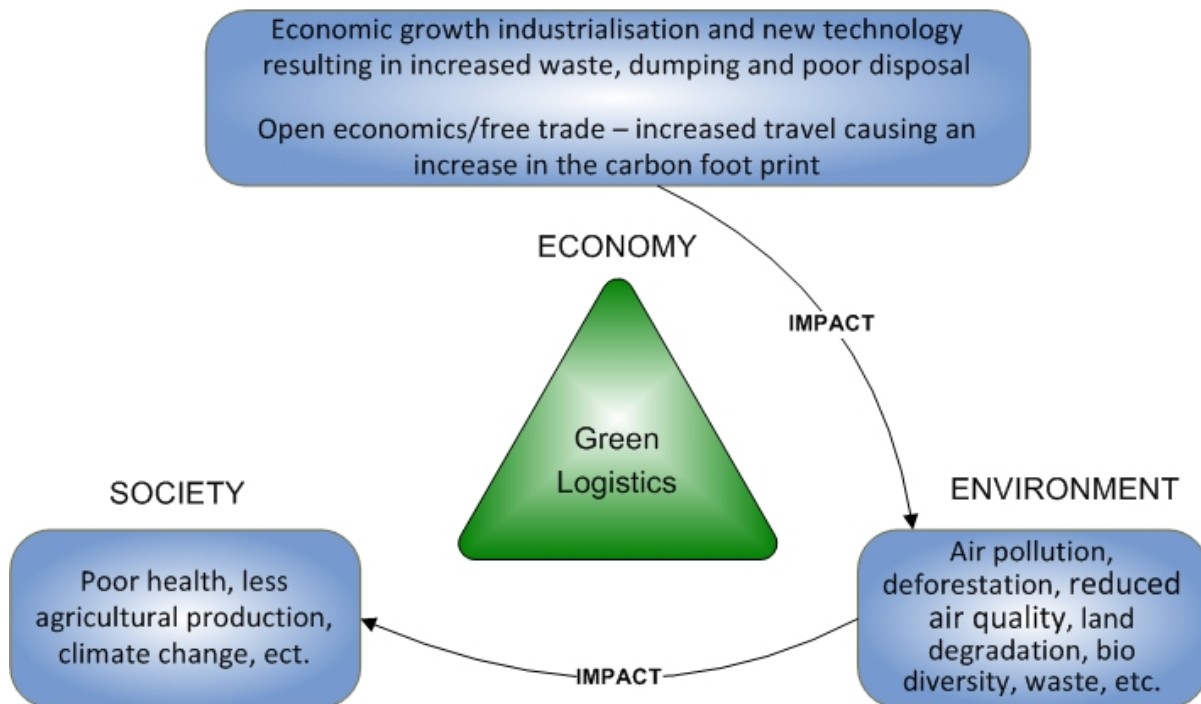 Economic growth industrialisation and new technology
resulting in increased waste, dumping and poor disposal
Open economics/free trade – increased travel causing an
increase in the carbon foot print
ECONOMY
IMPACT
Green
Logistics
SOCIETY
ENVIRONMENT
Poor health, less
agricultural production,
climate change, ect.
Air pollution,
deforestation, reduced
air quality, land
degradation, bio
diversity, waste, etc.
IMPACT